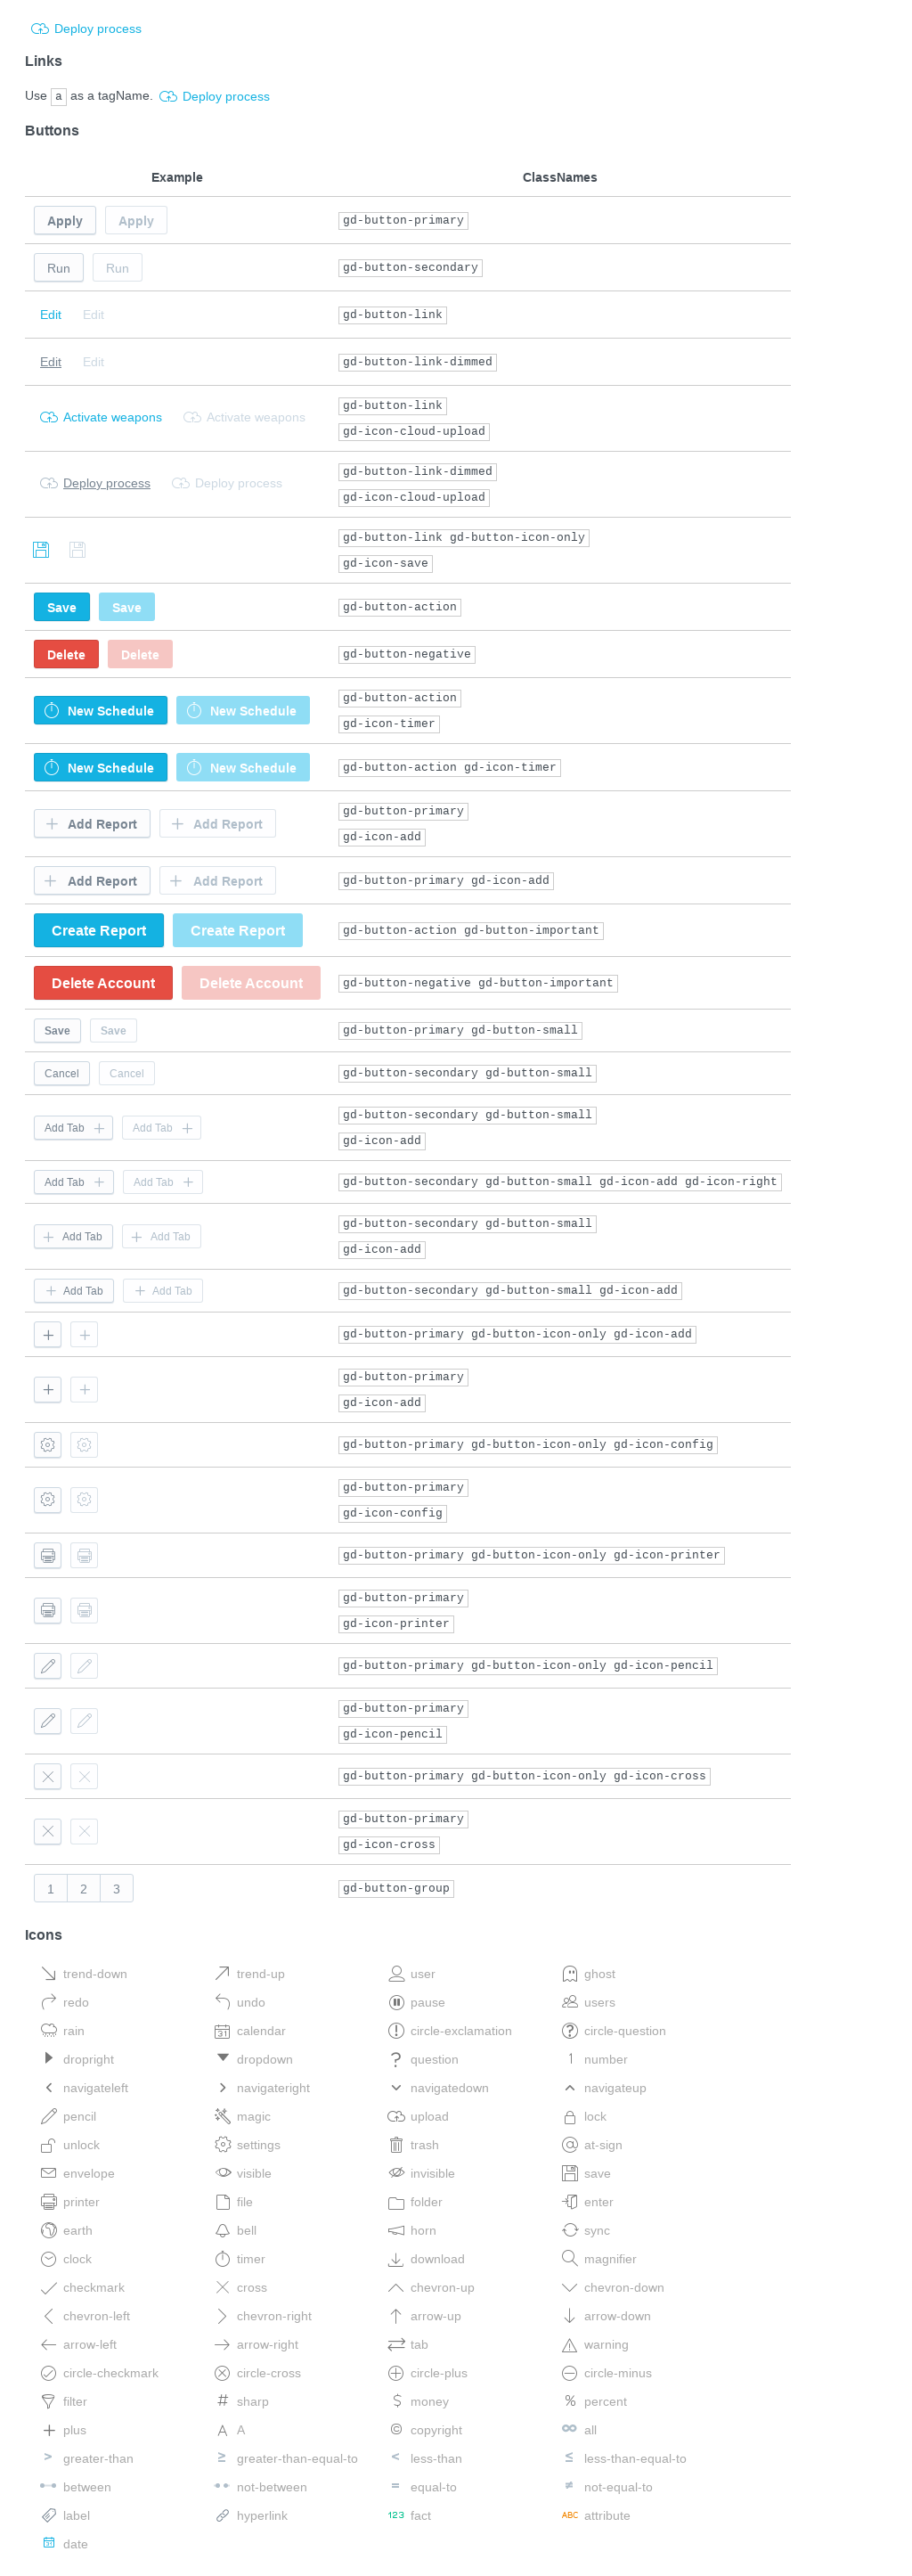 Deploy process
Links
Use a as a tagName. Deploy process
Buttons
Example ClassNames
Apply Apply gd-button-primary
Run Run gd-button-secondary
Edit Edit gd-button-link
Edit Edit gd-button-link-dimmed
Activate weapons Activate weapons gd-button-link
gd-icon-cloud-upload
Deploy process Deploy process gd-button-link-dimmed
gd-icon-cloud-upload
gd-button-link gd-button-icon-only
gd-icon-save
Save Save gd-button-action
Delete Delete gd-button-negative
New Schedule New Schedule gd-button-action
gd-icon-timer
New Schedule New Schedule gd-button-action gd-icon-timer
Add Report Add Report gd-button-primary
gd-icon-add
Add Report Add Report gd-button-primary gd-icon-add
Create Report Create Report gd-button-action gd-button-important
Delete Account Delete Account gd-button-negative gd-button-important
Save Save gd-button-primary gd-button-small
Cancel Cancel gd-button-secondary gd-button-small
Add Tab Add Tab gd-button-secondary gd-button-small
gd-icon-add
Add Tab Add Tab gd-button-secondary gd-button-small gd-icon-add gd-icon-right
Add Tab Add Tab gd-button-secondary gd-button-small
gd-icon-add
Add Tab Add Tab gd-button-secondary gd-button-small gd-icon-add
gd-button-primary gd-button-icon-only gd-icon-add
gd-button-primary
gd-icon-add
gd-button-primary gd-button-icon-only gd-icon-config
gd-button-primary
gd-icon-config
gd-button-primary gd-button-icon-only gd-icon-printer
gd-button-primary
gd-icon-printer
gd-button-primary gd-button-icon-only gd-icon-pencil
gd-button-primary
gd-icon-pencil
gd-button-primary gd-button-icon-only gd-icon-cross
gd-button-primary
gd-icon-cross
1 2 3 gd-button-group
Icons
trend-down trend-up user ghost
redo undo pause users
rain 31 calendar circle-exclamation circle-question
dropright dropdown question 1 number
navigateleft navigateright navigatedown navigateup
pencil magic upload lock
unlock settings trash at-sign
envelope visible invisible save
printer file folder enter
earth bell horn sync
clock timer download magnifier
checkmark cross chevron-up chevron-down
chevron-left chevron-right arrow-up arrow-down
arrow-left arrow-right tab warning
circle-checkmark circle-cross circle-plus circle-minus
filter # sharp $ money % percent
+ plus A A © copyright ∞ all
> greater-than ≥ greater-than-equal-to < less-than ≤ less-than-equal-to
between not-between = equal-to ≠ not-equal-to
label hyperlink 123 fact ABC attribute
date